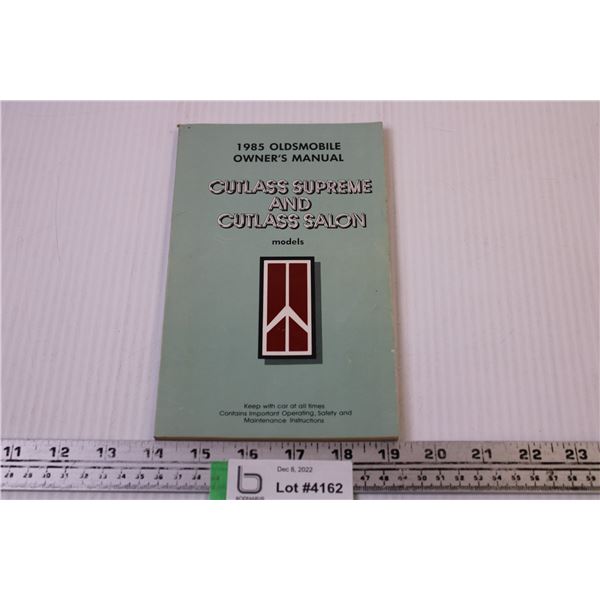 1985 OLDSMOBILE
OWNER'S MANUAL
CUTLASS SUPREME
AND
CUTLASS SALON
models
Keep with car at all times
Contains Important Operating, Safety and
Maintenance Instructions
11 12 13 14 15 16 17 18 19 20 21 22 23
Dec 8, 2022
Lot #4162